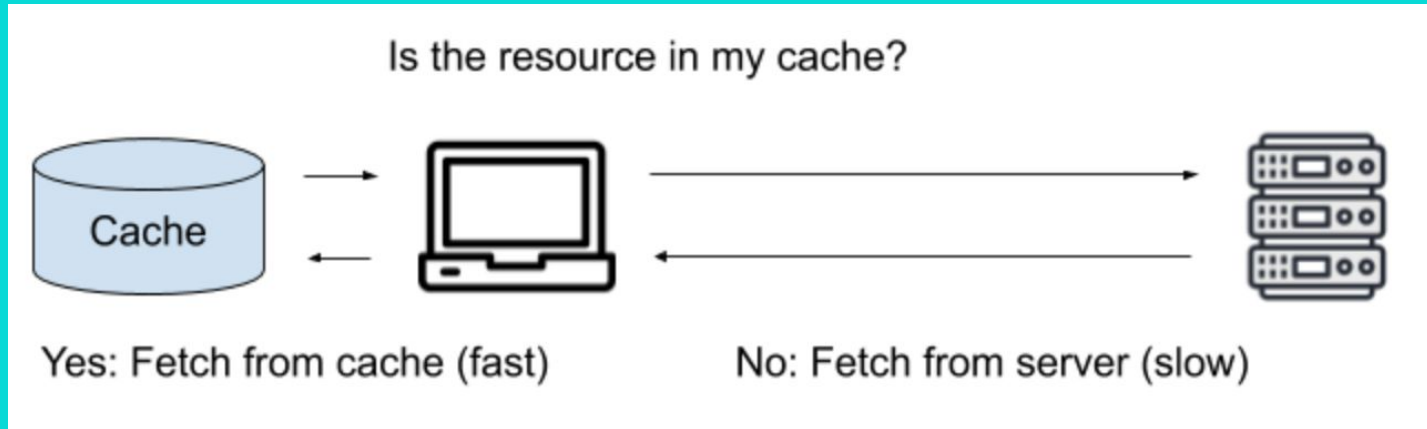 Is the resource in my cache?
Cache
Yes: Fetch from cache (fast)
No: Fetch from server (slow)